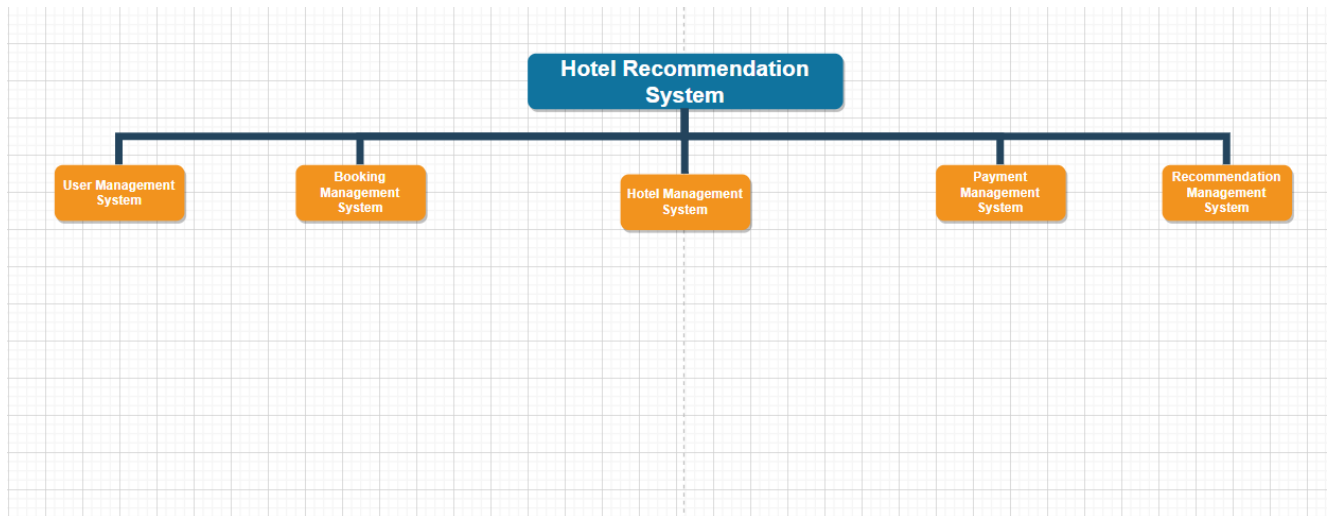 Hotel Recommendation
System
User Management
System
Booking
Management
System
Hotel Management
System
Payment
Management
System
Recommendation
Management
System